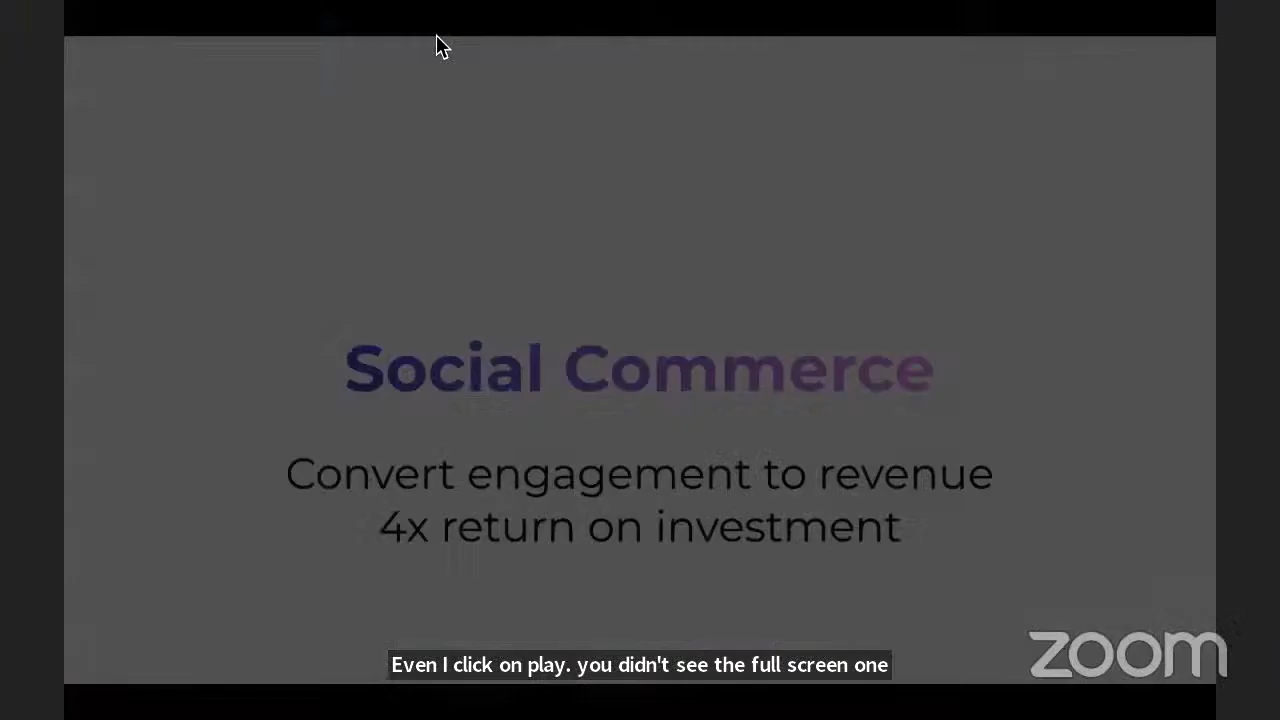 Social Commerce
Convert engagement to revenue
4x return on investment
Even I click on play. you didn't see the full screen one
zoom